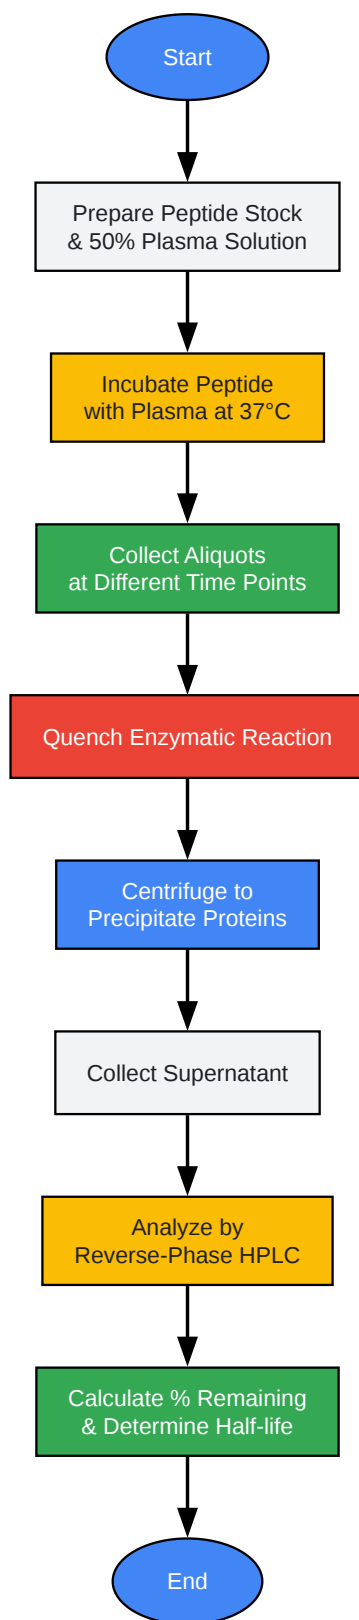 Start
Prepare Peptide Stock
& 50% Plasma Solution
Incubate Peptide
with Plasma at 37°C
Collect Aliquots
at Different Time Points
Quench Enzymatic Reaction
Centrifuge to
Precipitate Proteins
Collect Supernatant
Analyze by
Reverse-Phase HPLC
Calculate % Remaining
& Determine Half-life
End